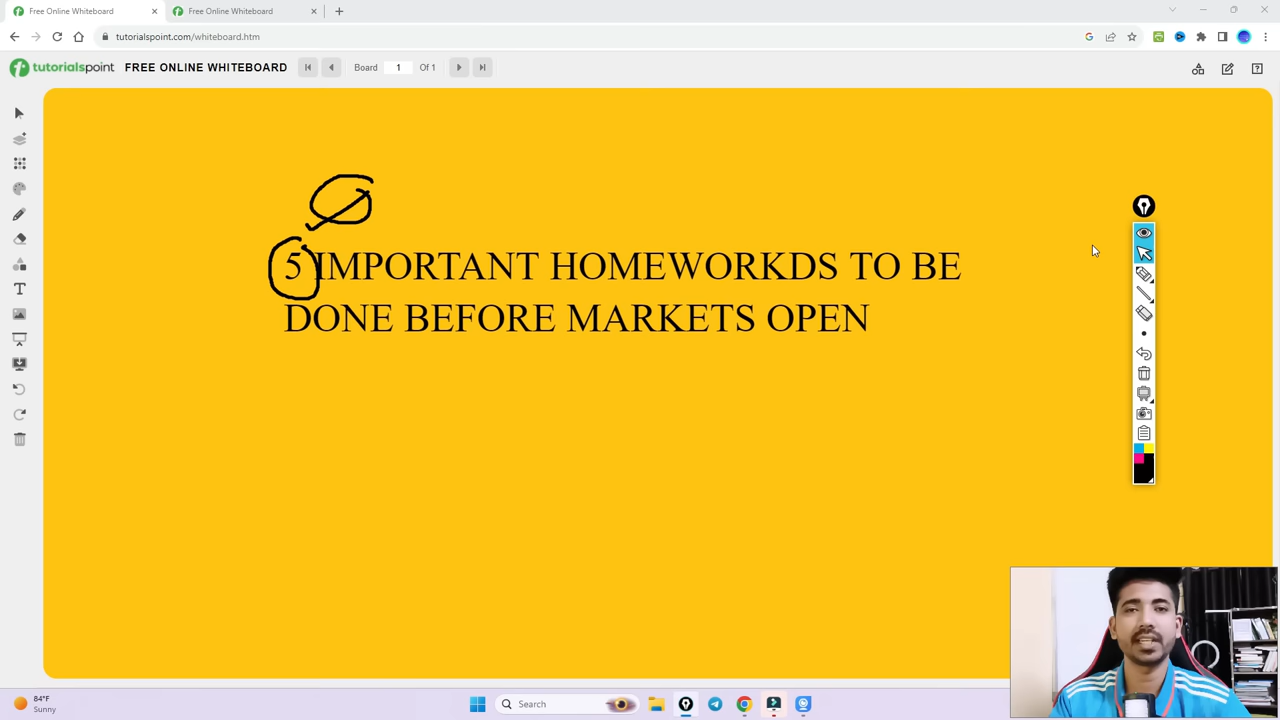 Free Online Whiteboard
Free Online Whiteboard
tutorialspoint.com/whiteboard.htm
tutorialspoint FREE ONLINE WHITEBOARD Board 1 Of 1
5 IMPORTANT HOMEWORKDS TO BE
DONE BEFORE MARKETS OPEN
84°F
Sunny
Search